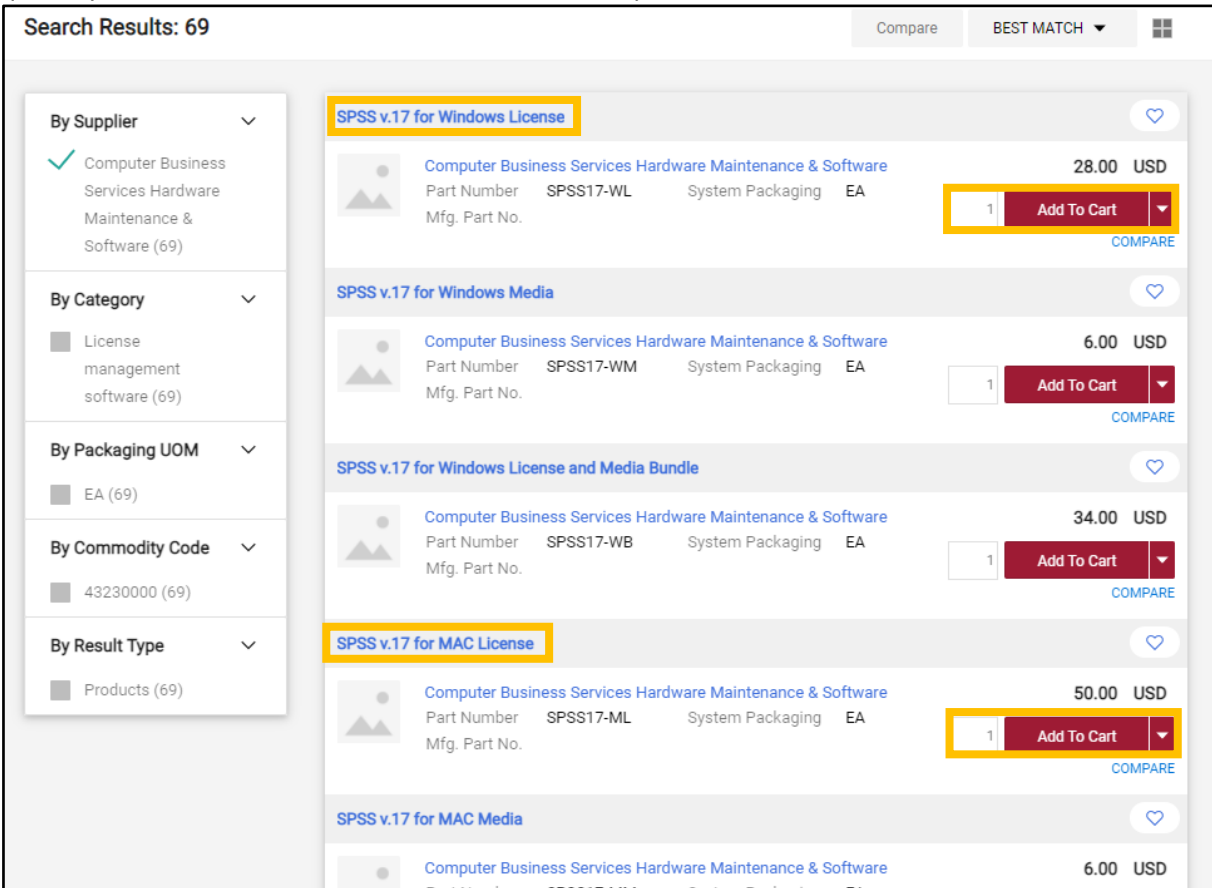 Search Results: 69
Compare
BEST MATCH
By Supplier
Computer Business
Services Hardware
Maintenance &
Software (69)
By Category
License
management
software (69)
By Packaging UOM
EA (69)
By Commodity Code
43230000 (69)
By Result Type
Products (69)
SPSS v.17 for Windows License
Computer Business Services Hardware Maintenance & Software 28.00 USD
Part Number SPSS17-WL System Packaging EA
Mfg. Part No.
1 Add To Cart
COMPARE
SPSS v.17 for Windows Media
Computer Business Services Hardware Maintenance & Software 6.00 USD
Part Number SPSS17-WM System Packaging EA
Mfg. Part No.
1 Add To Cart
COMPARE
SPSS v.17 for Windows License and Media Bundle
Computer Business Services Hardware Maintenance & Software 34.00 USD
Part Number SPSS17-WB System Packaging EA
Mfg. Part No.
1 Add To Cart
COMPARE
SPSS v.17 for MAC License
Computer Business Services Hardware Maintenance & Software 50.00 USD
Part Number SPSS17-ML System Packaging EA
Mfg. Part No.
1 Add To Cart
COMPARE
SPSS v.17 for MAC Media
Computer Business Services Hardware Maintenance & Software 6.00 USD